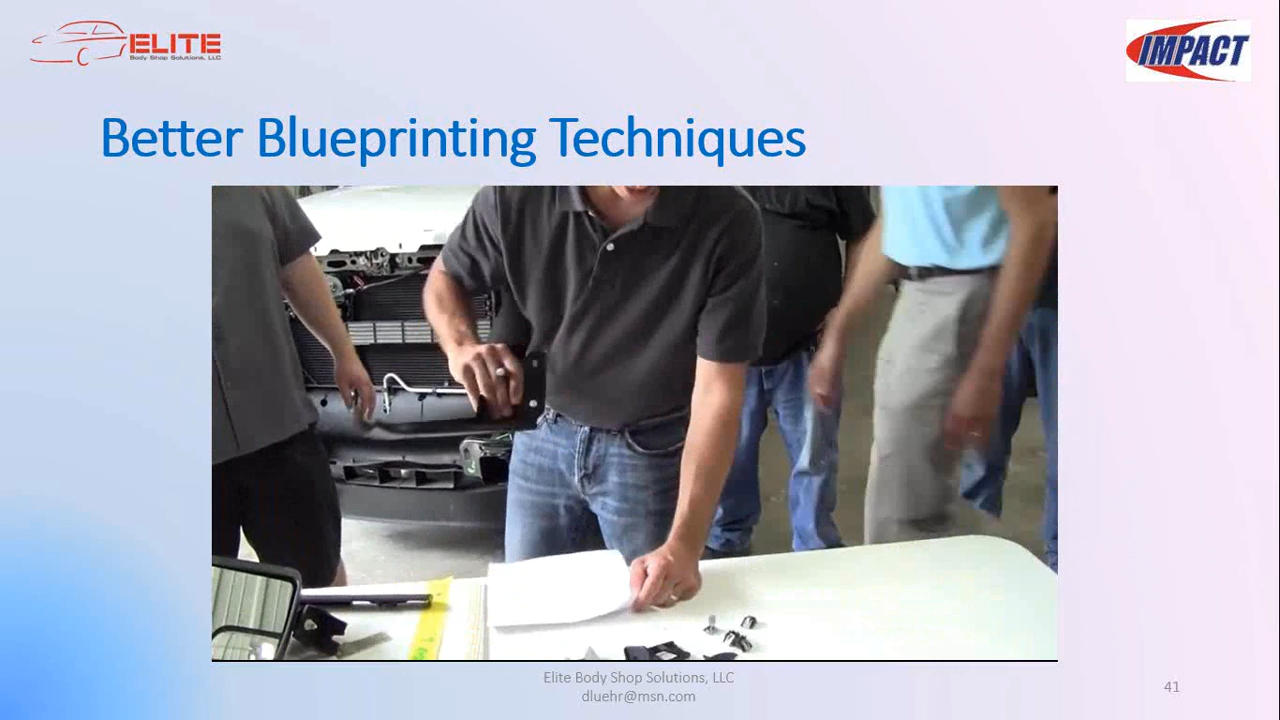 ELITE
Body Shop Solutions, LLC
IMPACT
Better Blueprinting Techniques
Elite Body Shop Solutions, LLC
dluehr@msn.com
41